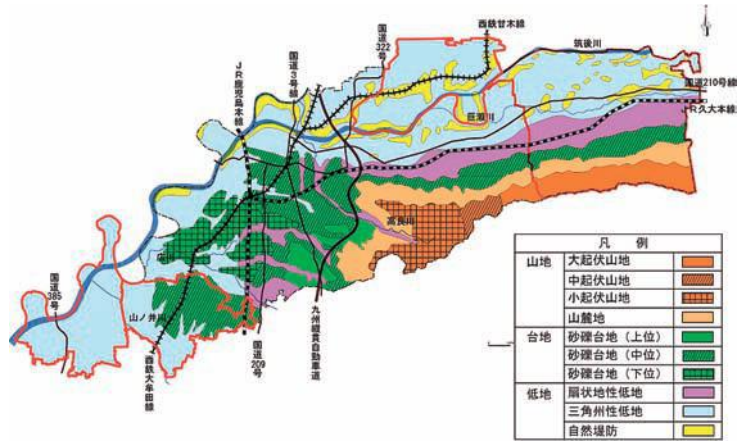 西鉄甘木線
国道322号
筑後川
国道3号線
JR鹿児島本線
国道210号線
JR久大本線
巨瀬川
高良川
国道385号
山ノ井川
西鉄大牟田線
国道209号
九州縦貫自動車道
凡 例
山地
大起伏山地
中起伏山地
小起伏山地
山麓地
台地
砂礫台地(上位)
砂礫台地(中位)
砂礫台地(下位)
低地
扇状地性低地
三角州性低地
自然堤防